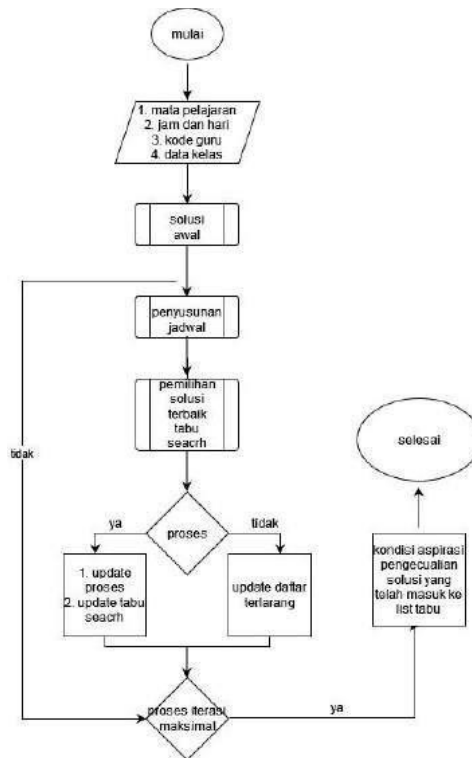 mulai
1. mata pelajaran
2. jam dan hari
3. kode guru
4. data kelas
solusi
awal
penyusunan
jadwal
pemilihan
solusi
terbaik
tabu
seacrh
tidak
selesai
ya
proses
tidak
1. update
proses
2. update tabu
seacrh
update daftar
terlarang
kondisi aspirasi
pengecualian
solusi yang
telah masuk ke
list tabu
proses iterasi
maksimal
ya